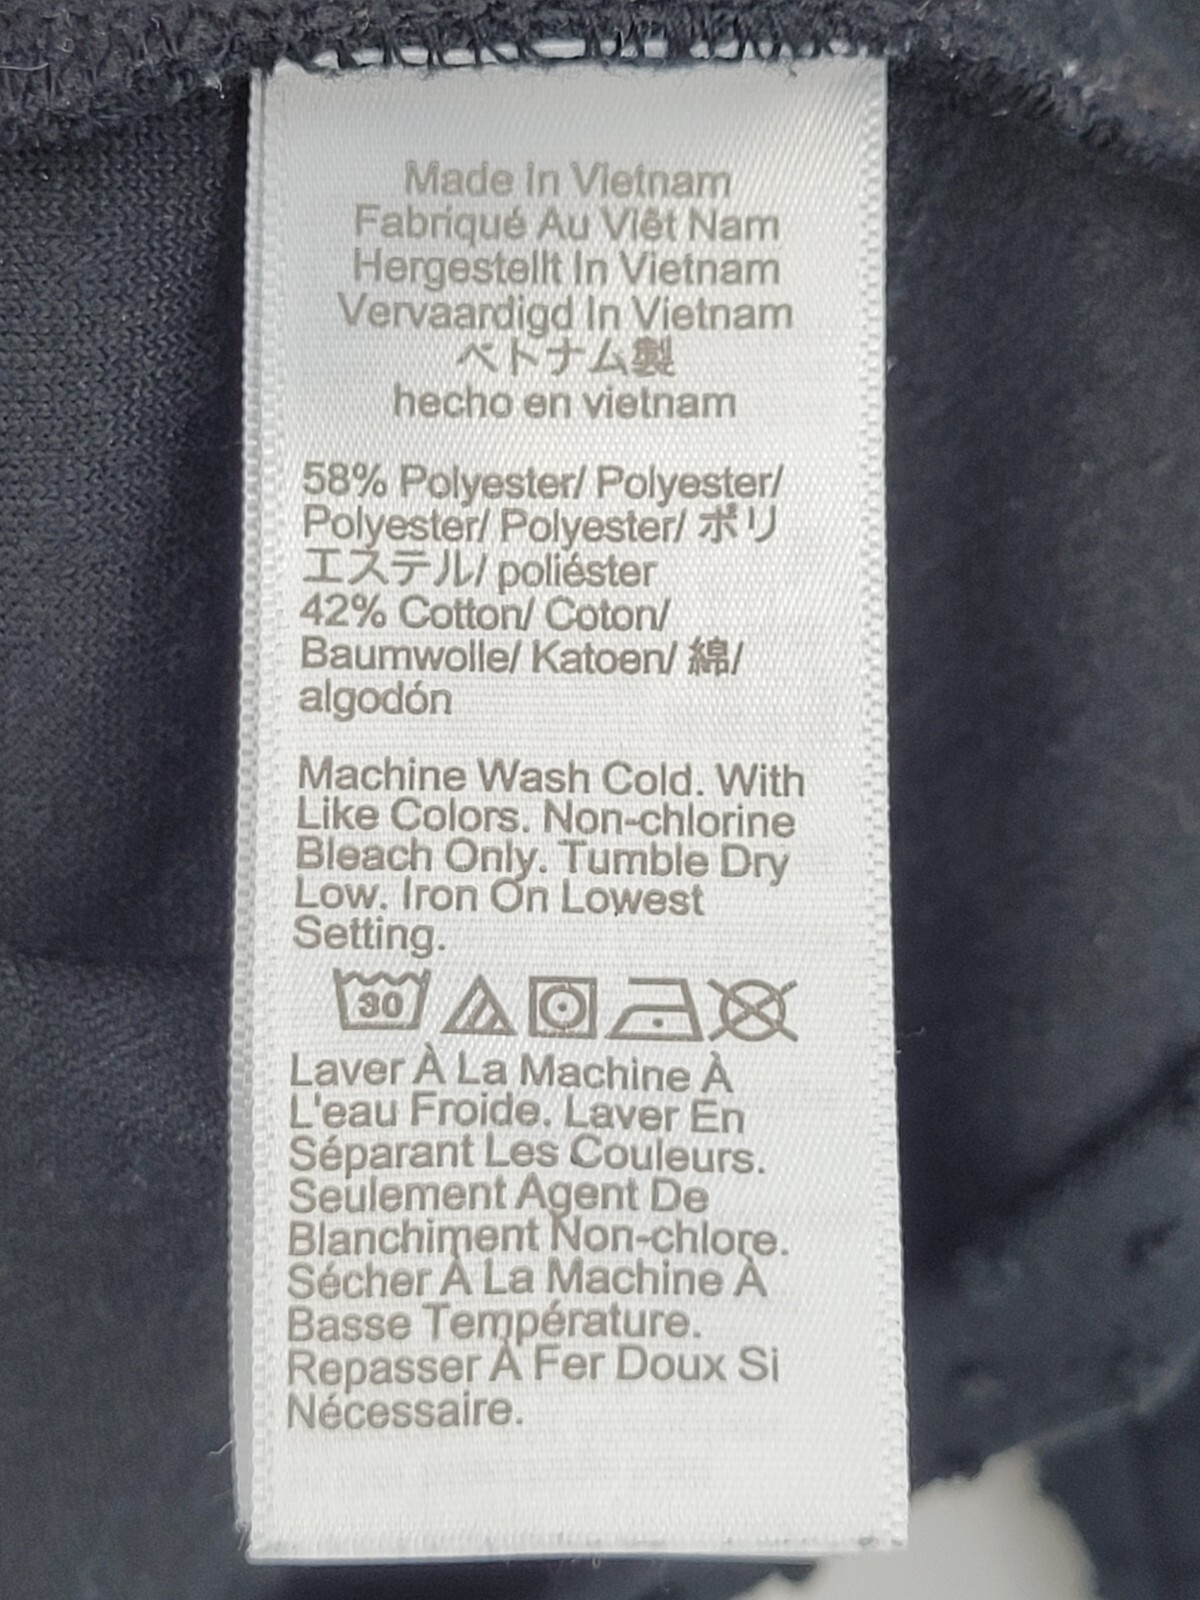 Made In Vietnam
Fabriqué Au Viêt Nam
Hergestellt In Vietnam
Vervaardigd In Vietnam
ベトナム製
hecho en vietnam
58% Polyester/ Polyester/
Polyester/ Polyester/ ポリ
エステル/ poliéster
42% Cotton/ Coton/
Baumwolle/ Katoen/ 綿/
algodón
Machine Wash Cold. With
Like Colors. Non-chlorine
Bleach Only. Tumble Dry
Low. Iron On Lowest
Setting.
30
Laver À La Machine À
L'eau Froide. Laver En
Séparant Les Couleurs.
Seulement Agent De
Blanchiment Non-chlore.
Sécher À La Machine À
Basse Température.
Repasser À Fer Doux Si
Nécessaire.